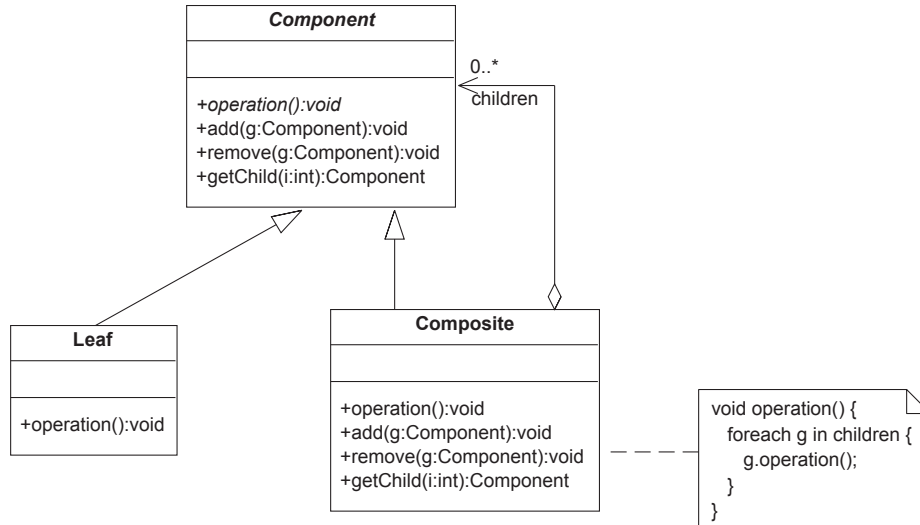 Component
+operation():void
+add(g:Component):void
+remove(g:Component):void
+getChild(i:int):Component
0..*
children
Leaf
+operation():void
Composite
+operation():void
+add(g:Component):void
+remove(g:Component):void
+getChild(i:int):Component
void operation() {
foreach g in children {
g.operation();
}
}